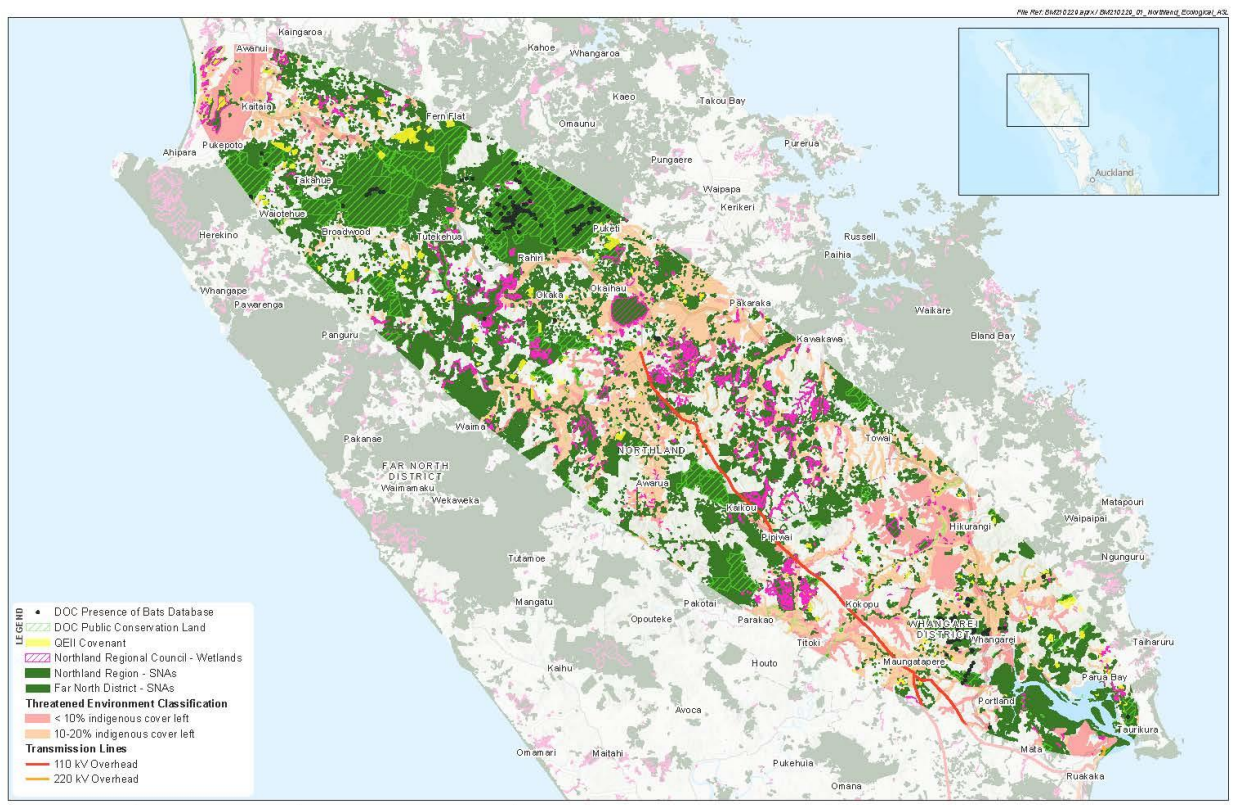 File Ref: BM210229.aprx / BM210229_01_Northland_Ecological_ASL
Kaingaroa
Awanui
Kahoe
Whangaroa
Kaitaia
Kaeo
Takou Bay
Fern Flat
Omaunu
Ahipara
Pukepoto
Pungaere
Purerua
Auckland
Takahue
Waipapa
Waiotehue
Kerikeri
Herekino
Broadwood
Tutekehua
Puketi
Russell
Rahiri
Paihia
Whangape
Pawarenga
Okaka
Okaihau
Pakaraka
Waikare
Panguru
Kawakawa
Bland Bay
Waima
Pakanae
Towai
NORTHLAND
FAR NORTH
DISTRICT
Waimamaku
Wekaweka
Awarua
Kaikou
Matapouri
Waipaipai
Hikurangi
Pipiwai
Ngunguru
Tutamoe
Mangatu
Pakotai
Kokopu
Opouteke
Parakao
WHANGAREI
DISTRICT
Whangarei
Titoki
Taiharuru
Kaihu
Houto
Maungatapere
Parua Bay
Avoca
Portland
Taurikura
Omamari
Maitahi
Mata
Pukehuia
Ruakaka
Omana
LEGEND
DOC Presence of Bats Database
DOC Public Conservation Land
QEII Covenant
Northland Regional Council - Wetlands
Northland Region - SNAs
Far North District - SNAs
Threatened Environment Classification
< 10% indigenous cover left
10-20% indigenous cover left
Transmission Lines
110 kV Overhead
220 kV Overhead